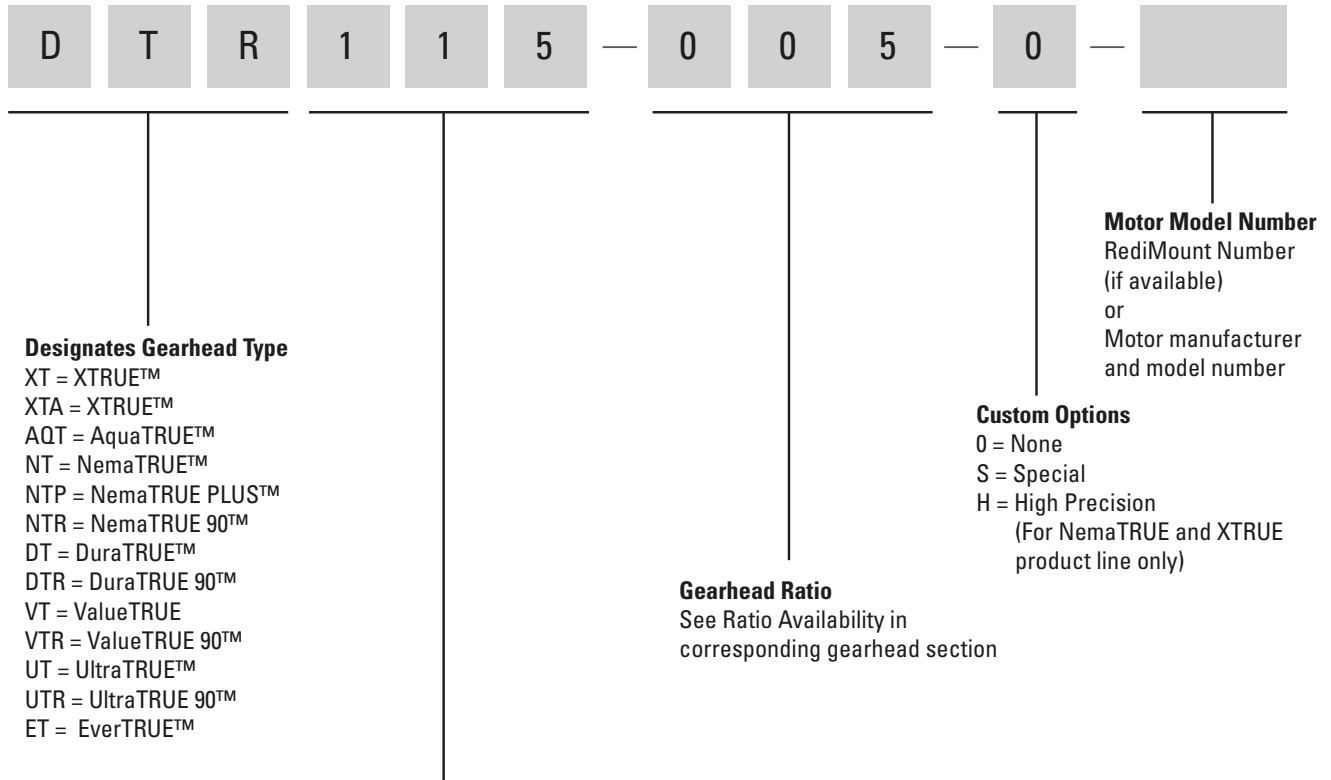 D T R 1 1 5 — 0 0 5 — 0 —
Motor Model Number
RediMount Number
(if available)
or
Motor manufacturer
and model number
Designates Gearhead Type
XT = XTRUE™
XTA = XTRUE™
AQT = AquaTRUE™
NT = NemaTRUE™
NTP = NemaTRUE PLUS™
NTR = NemaTRUE 90™
DT = DuraTRUE™
DTR = DuraTRUE 90™
VT = ValueTRUE
VTR = ValueTRUE 90™
UT = UltraTRUE™
UTR = UltraTRUE 90™
ET = EverTRUE™
Custom Options
0 = None
S = Special
H = High Precision
(For NemaTRUE and XTRUE
product line only)
Gearhead Ratio
See Ratio Availability in
corresponding gearhead section